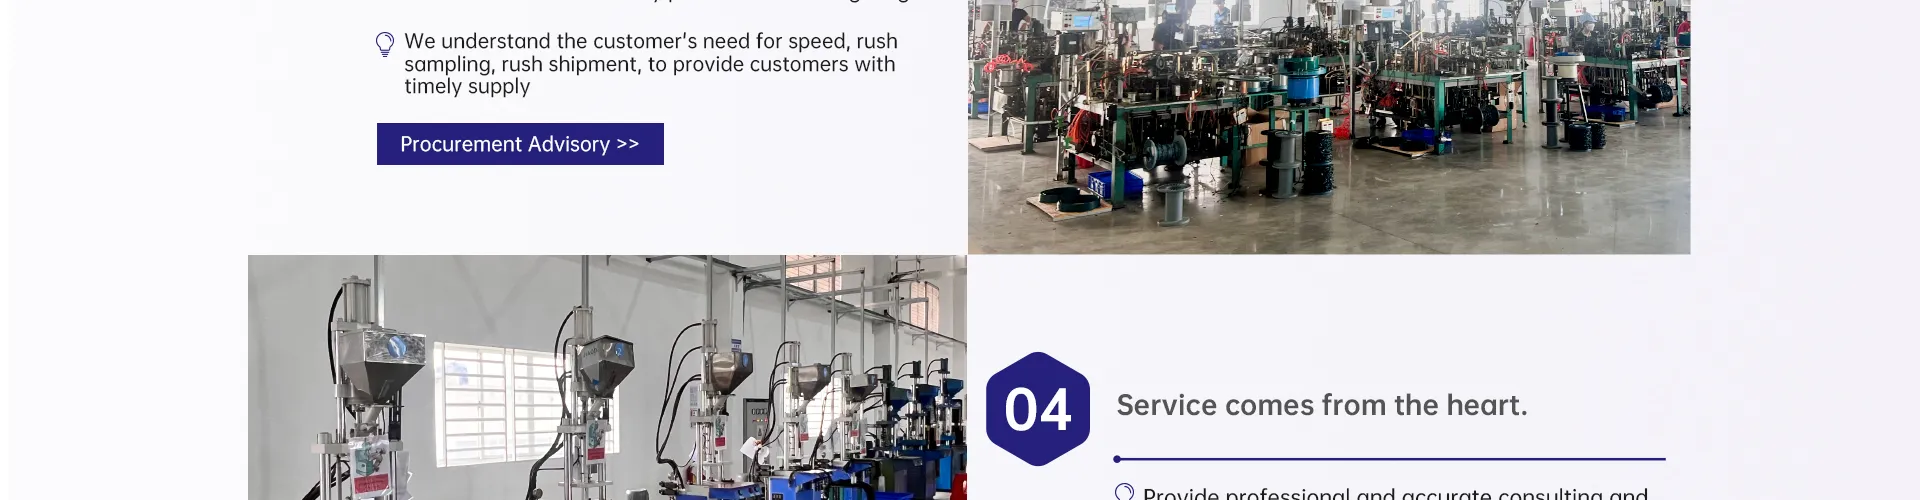 We understand the customer's need for speed, rush
sampling, rush shipment, to provide customers with
timely supply
Procurement Advisory >>
04
Service comes from the heart.
Provide professional and accurate consulting and